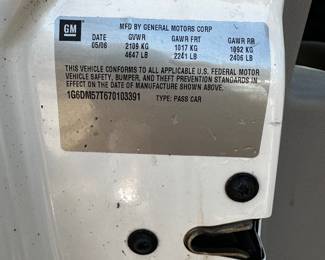 GM
MFD BY GENERAL MOTORS CORP
DATE GVWR GAWR FRT GAWR RR
05/06 2109 KG 1017 KG 1092 KG
4647 LB 2241 LB 2406 LB
THIS VEHICLE CONFORMS TO ALL APPLICABLE U.S. FEDERAL MOTOR
VEHICLE SAFETY, BUMPER, AND THEFT PREVENTION STANDARDS IN
EFFECT ON THE DATE OF MANUFACTURE SHOWN ABOVE.
1G6DM57T670103391 TYPE: PASS CAR